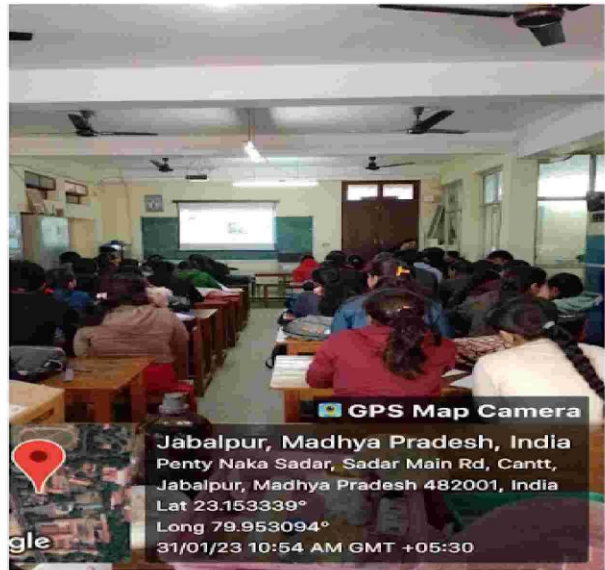 GPS Map Camera
Jabalpur, Madhya Pradesh, India
Penty Naka Sadar, Sadar Main Rd, Cantt,
Jabalpur, Madhya Pradesh 482001, India
Lat 23.153339°
Long 79.953094°
31/01/23 10:54 AM GMT +05:30
gle